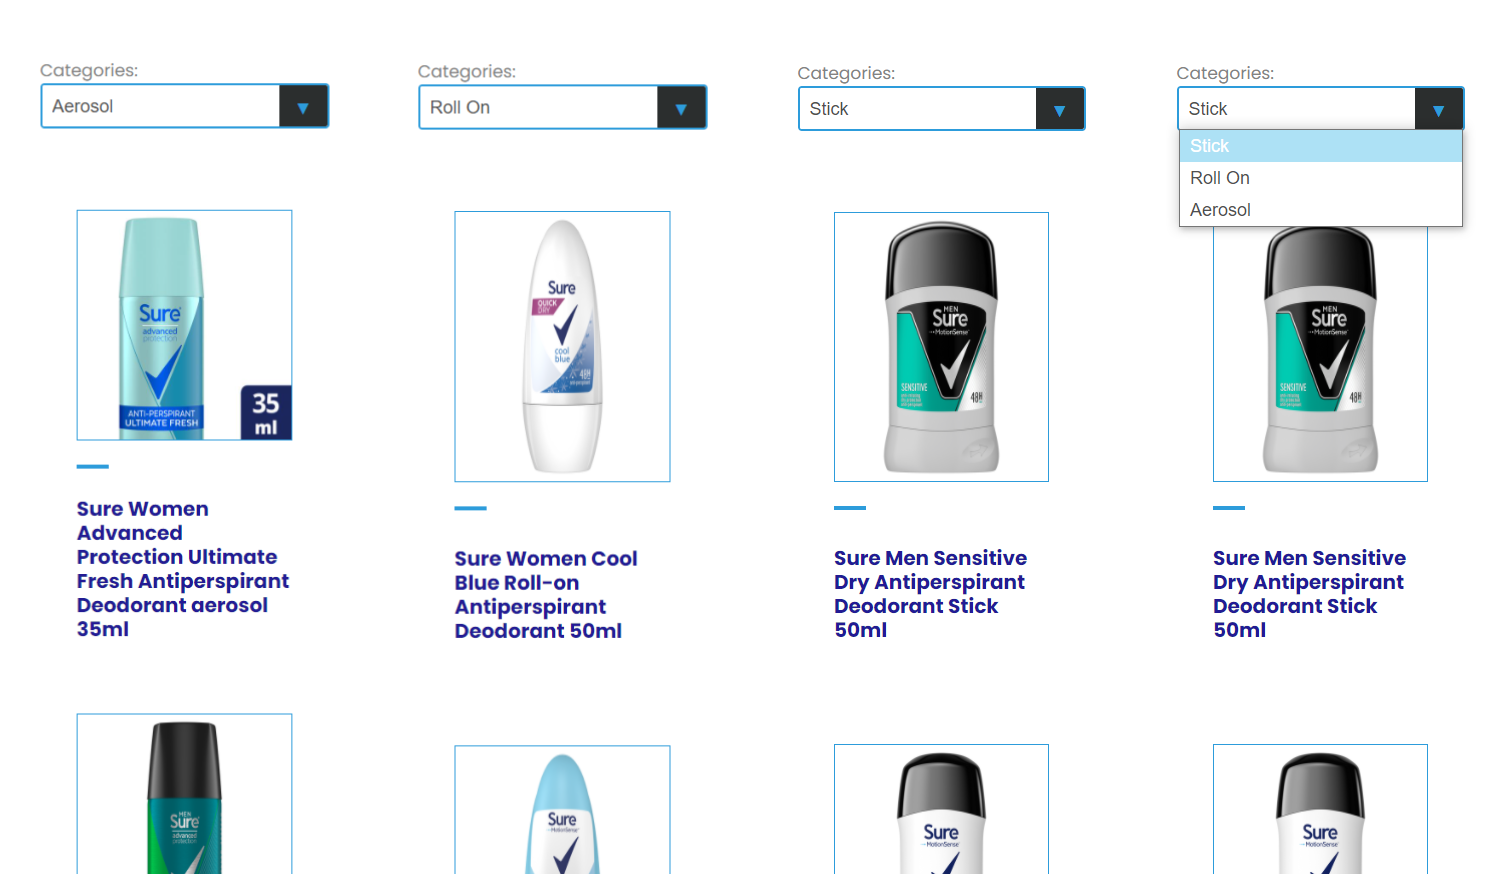 Categories:
Aerosol
Categories:
Roll On
Categories:
Stick
Categories:
Stick
Stick
Roll On
Aerosol
Sure
advanced
protection
ANTI-PERSPIRANT
ULTIMATE FRESH
35
ml
Sure
QUICK
DRY
cool
blue
48H
MEN
Sure
MotionSense
SENSITIVE
48H
MEN
Sure
MotionSense
SENSITIVE
48H
Sure Women
Advanced
Protection Ultimate
Fresh Antiperspirant
Deodorant aerosol
35ml
Sure Women Cool
Blue Roll-on
Antiperspirant
Deodorant 50ml
Sure Men Sensitive
Dry Antiperspirant
Deodorant Stick
50ml
Sure Men Sensitive
Dry Antiperspirant
Deodorant Stick
50ml
MEN
Sure
advanced
protection
Sure
MotionSense
Sure
MotionSense
Sure
MotionSense